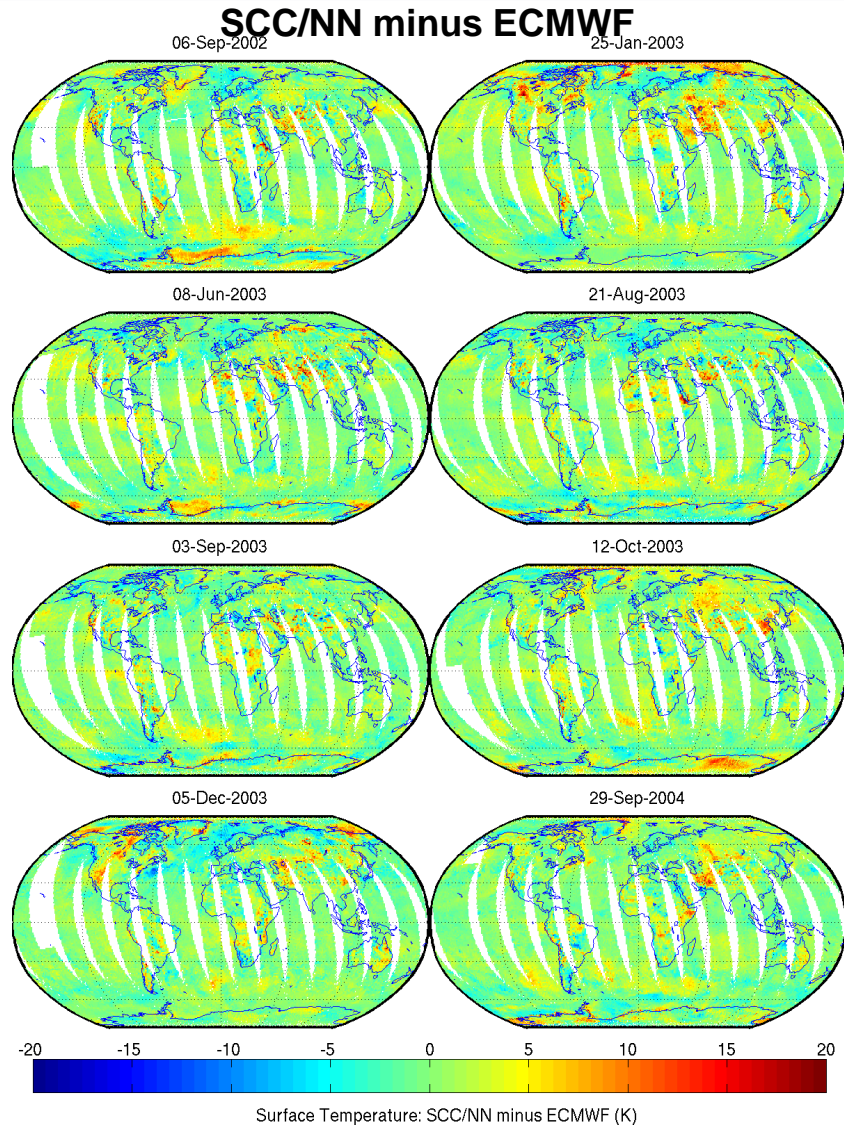 SCC/NN minus ECMWF
06-Sep-2002
25-Jan-2003
08-Jun-2003
21-Aug-2003
03-Sep-2003
12-Oct-2003
05-Dec-2003
29-Sep-2004
-20 -15 -10 -5 0 5 10 15 20
Surface Temperature: SCC/NN minus ECMWF (K)